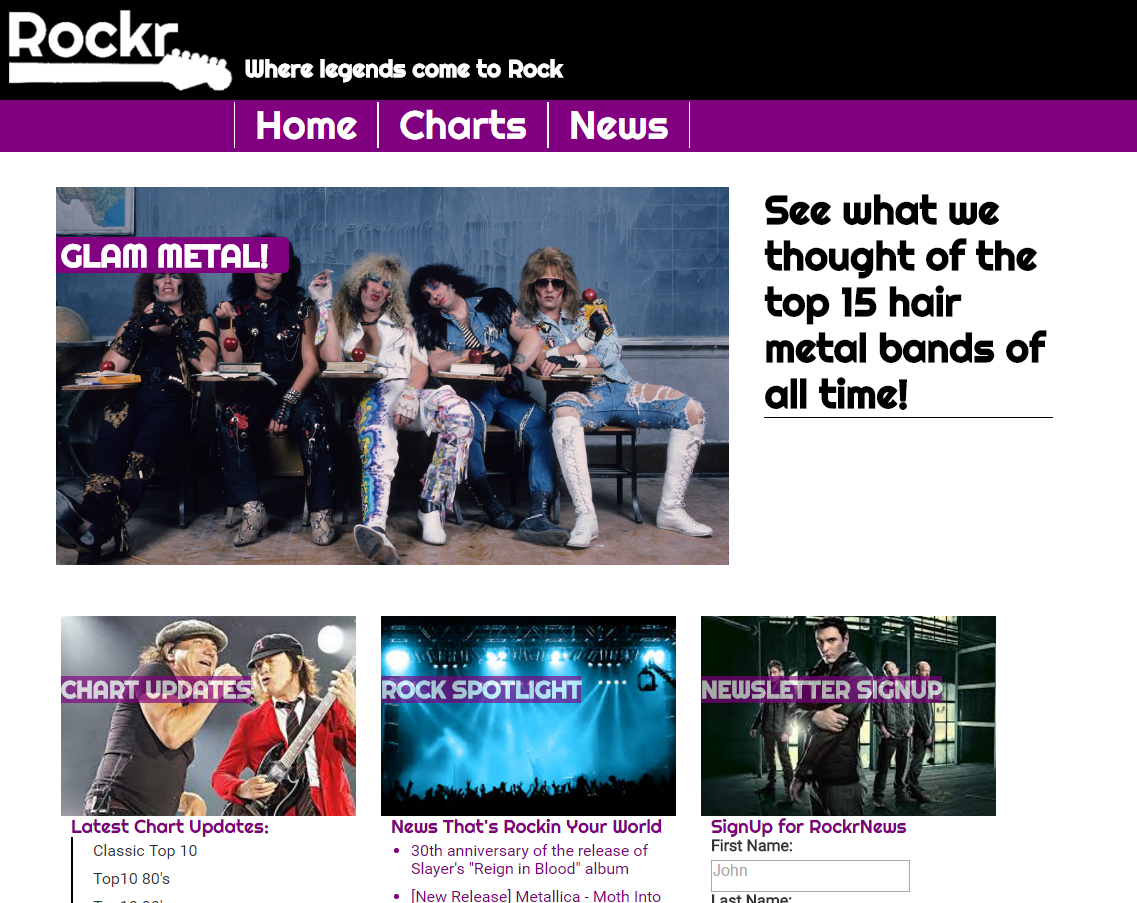 Rockr
Where legends come to Rock
Home
Charts
News
GLAM METAL!
See what we
thought of the
top 15 hair
metal bands of
all time!
CHART UPDATES
Latest Chart Updates:
Classic Top 10
Top10 80's
ROCK SPOTLIGHT
News That's Rockin Your World
30th anniversary of the release of
Slayer's "Reign in Blood" album
[New Release] Metallica - Moth Into
NEWSLETTER SIGNUP
SignUp for RockrNews
First Name:
John
Last Name: